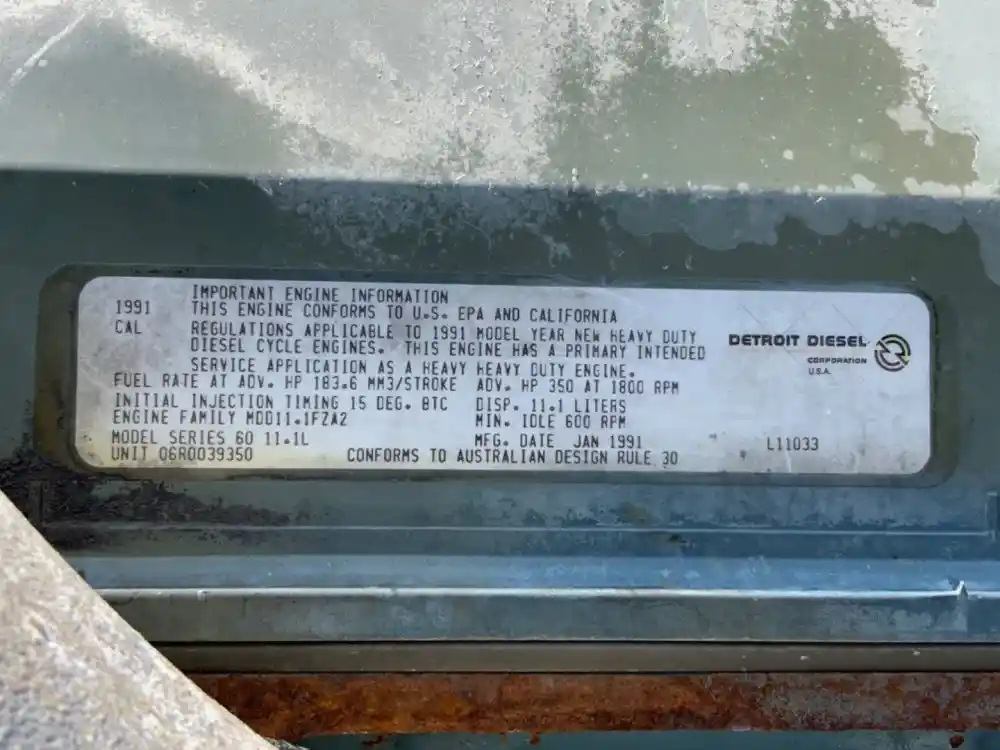 IMPORTANT ENGINE INFORMATION
1991 THIS ENGINE CONFORMS TO U.S. EPA AND CALIFORNIA
CAL REGULATIONS APPLICABLE TO 1991 MODEL YEAR NEW HEAVY DUTY
DIESEL CYCLE ENGINES. THIS ENGINE HAS A PRIMARY INTENDED
SERVICE APPLICATION AS A HEAVY HEAVY DUTY ENGINE.
FUEL RATE AT ADV. HP 183.6 MM3/STROKE ADV. HP 350 AT 1800 RPM
INITIAL INJECTION TIMING 15 DEG. BTC DISP. 11.1 LITERS
ENGINE FAMILY MDD11.1FZA2 MIN. IDLE 600 RPM
MODEL SERIES 60 11.1L MFG. DATE JAN 1991 L11033
UNIT 06R0039350 CONFORMS TO AUSTRALIAN DESIGN RULE 30
DETROIT DIESEL
CORPORATION
U.S.A.